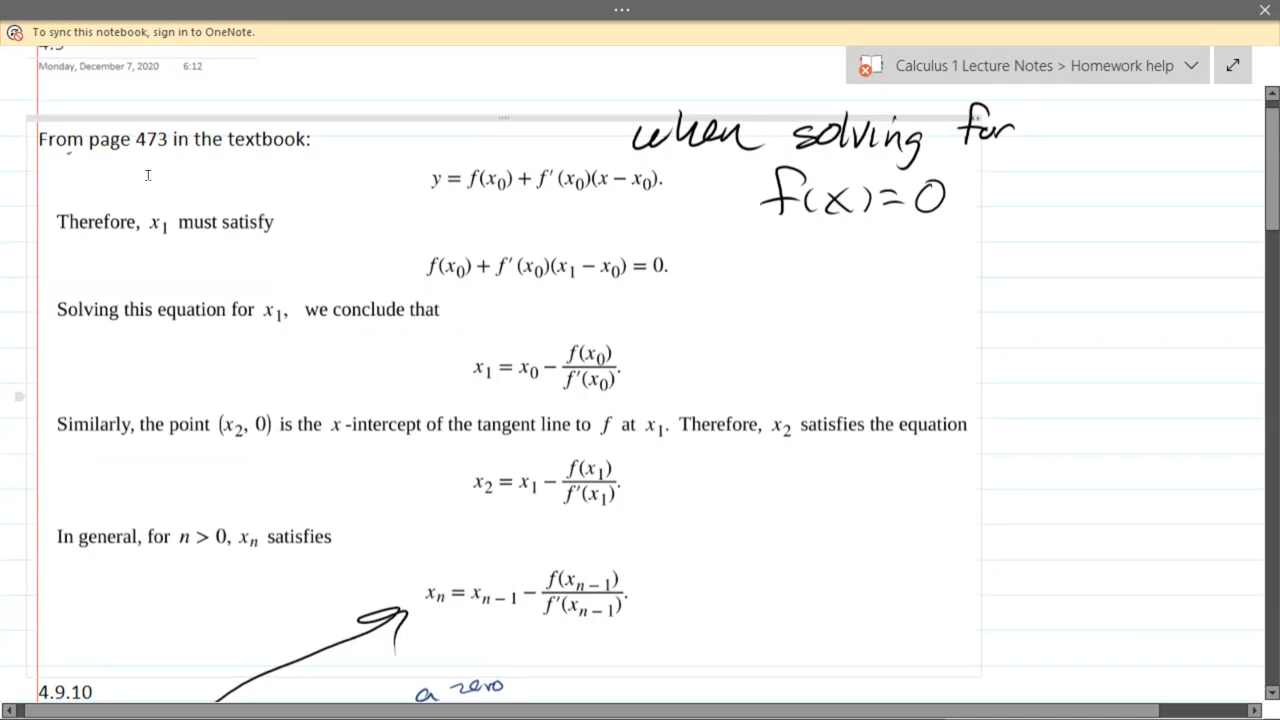 ...
To sync this notebook, sign in to OneNote.
Monday, December 7, 2020 6:12
Calculus 1 Lecture Notes > Homework help
From page 473 in the textbook:
when solving for
f(x)=0
y = f(x₀) + f′(x₀)(x − x₀).
Therefore, x₁ must satisfy
f(x₀) + f′(x₀)(x₁ − x₀) = 0.
Solving this equation for x₁, we conclude that
x₁ = x₀ − f(x₀)/f′(x₀).
Similarly, the point (x₂, 0) is the x-intercept of the tangent line to f at x₁. Therefore, x₂ satisfies the equation
x₂ = x₁ − f(x₁)/f′(x₁).
In general, for n > 0, xₙ satisfies
xₙ = xₙ₋₁ − f(xₙ₋₁)/f′(xₙ₋₁).
4.9.10
a zero